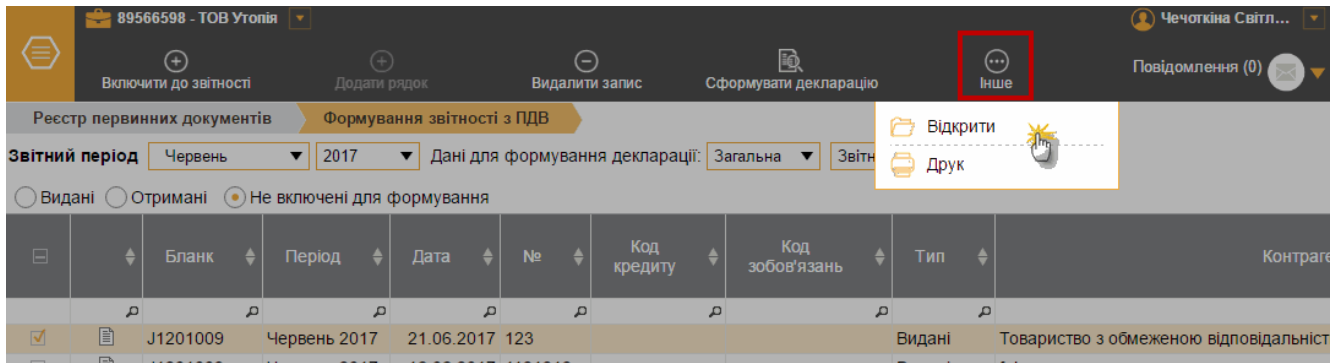 89566598 - ТОВ Утопія
Чечоткіна Світл...
Включити до звітності
Додати рядок
Видалити запис
Сформувати декларацію
Інше
Повідомлення (0)
Реєстр первинних документів
Формування звітності з ПДВ
Відкрити
Друк
Звітний період Червень 2017 Дані для формування декларації: Загальна Звітн
Видані Отримані Не включені для формування
Бланк Період Дата № Код кредиту Код зобов'язань Тип Контраге
J1201009 Червень 2017 21.06.2017 123 Видані Товариство з обмеженою відповідальніст